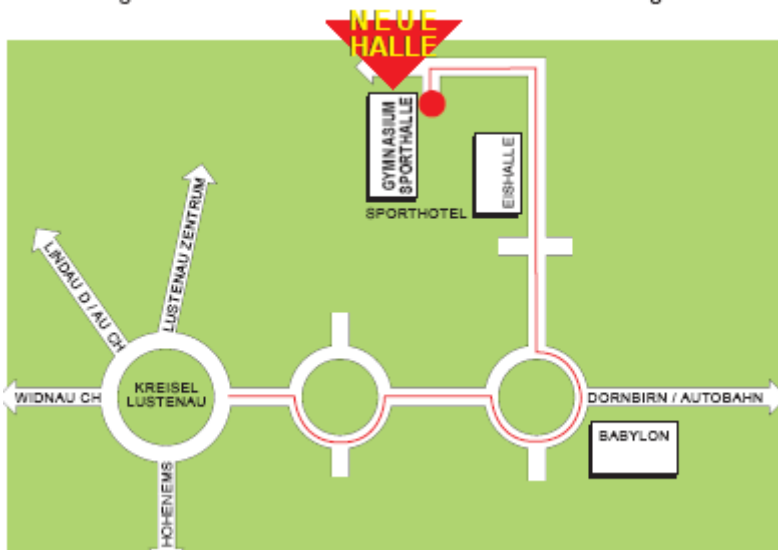 NEUE
HALLE
GYMNASIUM
SPORTHALLE
EISHALLE
SPORTHOTEL
LUSTENAU ZENTRUM
LINDAU D / AU CH
KREISEL
LUSTENAU
WIDNAU CH
DORNBIRN / AUTOBAHN
BABYLON
HOHENEMS